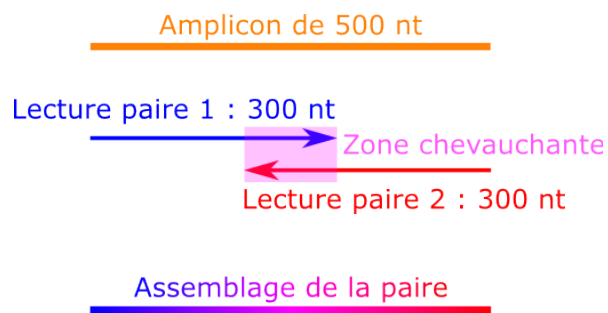 Amplicon de 500 nt
Lecture paire 1 : 300 nt
Zone chevauchante
Lecture paire 2 : 300 nt
Assemblage de la paire